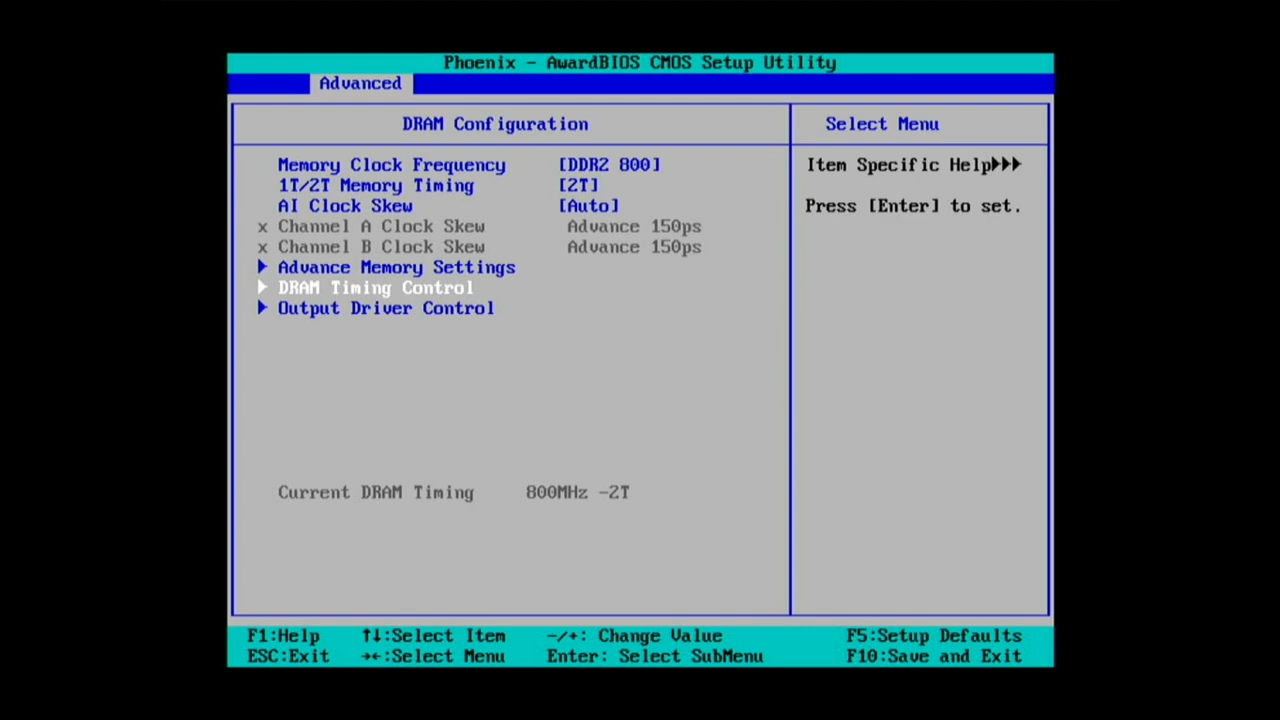 Phoenix - AwardBIOS CMOS Setup Utility
Advanced
DRAM Configuration
Select Menu
Memory Clock Frequency [DDR2 800]
Item Specific Help▶▶▶
1T/2T Memory Timing [2T]
AI Clock Skew [Auto]
Press [Enter] to set.
x Channel A Clock Skew Advance 150ps
x Channel B Clock Skew Advance 150ps
▶ Advance Memory Settings
▶ DRAM Timing Control
▶ Output Driver Control
Current DRAM Timing 800MHz -2T
F1:Help ↑↓:Select Item -/+: Change Value F5:Setup Defaults
ESC:Exit →←:Select Menu Enter: Select SubMenu F10:Save and Exit